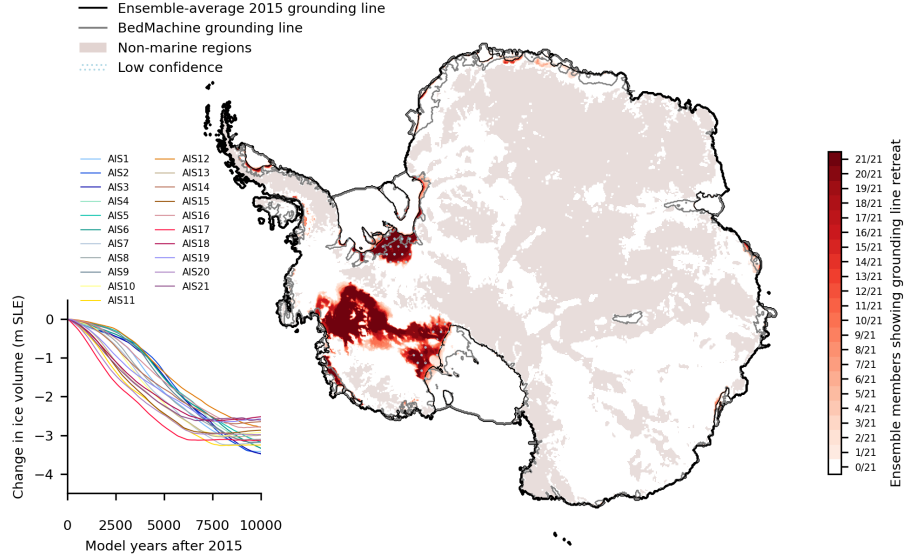 Ensemble-average 2015 grounding line
BedMachine grounding line
Non-marine regions
Low confidence
AIS1
AIS2
AIS3
AIS4
AIS5
AIS6
AIS7
AIS8
AIS9
AIS10
AIS11
AIS12
AIS13
AIS14
AIS15
AIS16
AIS17
AIS18
AIS19
AIS20
AIS21
Change in ice volume (m SLE)
0
−1
−2
−3
−4
0 2500 5000 7500 10000
Model years after 2015
21/21
20/21
19/21
18/21
17/21
16/21
15/21
14/21
13/21
12/21
11/21
10/21
9/21
8/21
7/21
6/21
5/21
4/21
3/21
2/21
1/21
0/21
Ensemble members showing grounding line retreat